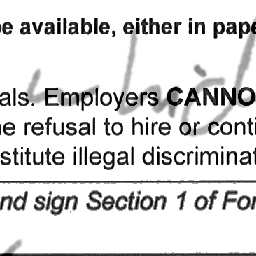 be available, either in pape
als. Employers CANNO
he refusal to hire or conti
stitute illegal discriminat
nd sign Section 1 of For